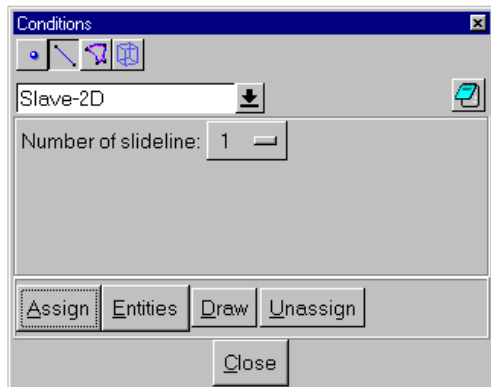 Conditions
Slave-2D
Number of slideline: 1
Assign Entities Draw Unassign
Close